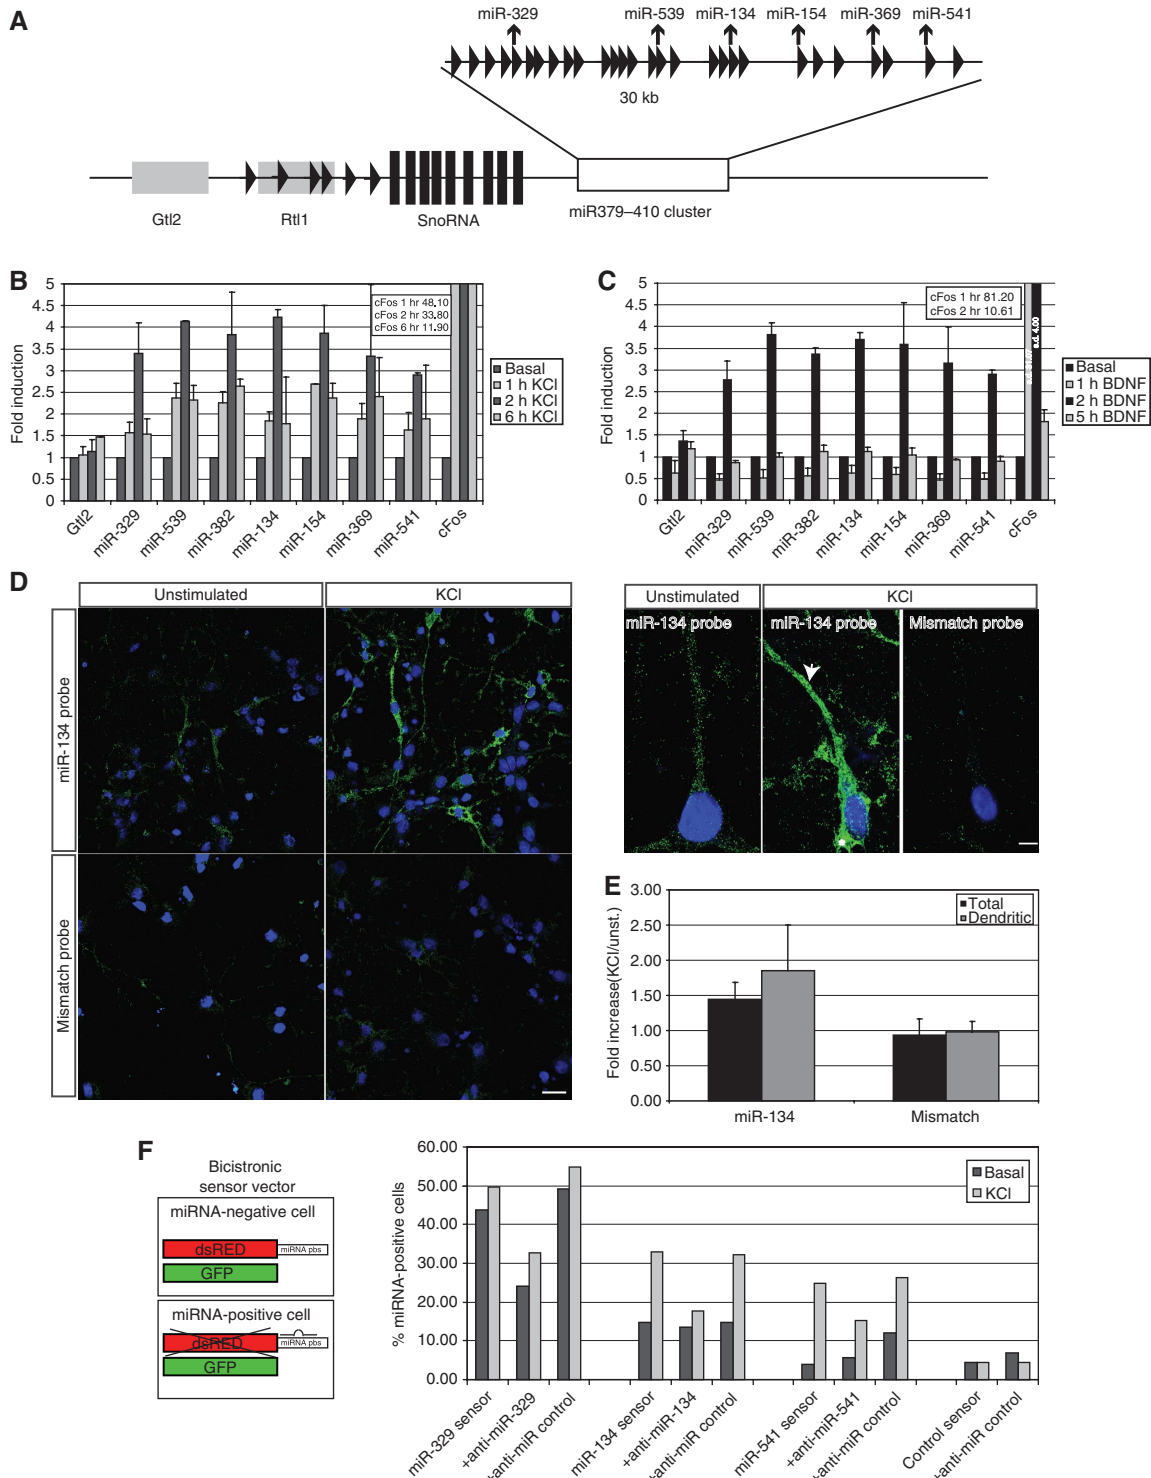 A
miR-329
miR-539
miR-134
miR-154
miR-369
miR-541
30 kb
Gtl2
Rtl1
SnoRNA
miR379–410 cluster
B
Fold induction
5
4.5
4
3.5
3
2.5
2
1.5
1
0.5
0
cFos 1 hr 48.10
cFos 2 hr 33.80
cFos 6 hr 11.90
Basal
1 h KCl
2 h KCl
6 h KCl
Gtl2
miR-329
miR-539
miR-382
miR-134
miR-154
miR-369
miR-541
cFos
C
Fold induction
5
4.5
4
3.5
3
2.5
2
1.5
1
0.5
0
cFos 1 hr 81.20
cFos 2 hr 10.61
Basal
1 h BDNF
2 h BDNF
5 h BDNF
Gtl2
miR-329
miR-539
miR-382
miR-134
miR-154
miR-369
miR-541
cFos
D
Unstimulated
KCl
miR-134 probe
Mismatch probe
Unstimulated
KCl
miR-134 probe
miR-134 probe
Mismatch probe
E
Fold increase(KCl/unst.)
3.00
2.50
2.00
1.50
1.00
0.50
0.00
Total
Dendritic
miR-134
Mismatch
F
Bicistronic
sensor vector
miRNA-negative cell
dsRED
miRNA pbs
GFP
miRNA-positive cell
dsRED
miRNA pbs
GFP
% miRNA-positive cells
60.00
50.00
40.00
30.00
20.00
10.00
0.00
Basal
KCl
miR-329 sensor
+anti-miR-329
+anti-miR control
miR-134 sensor
+anti-miR-134
+anti-miR control
miR-541 sensor
+anti-miR-541
+anti-miR control
Control sensor
+anti-miR control